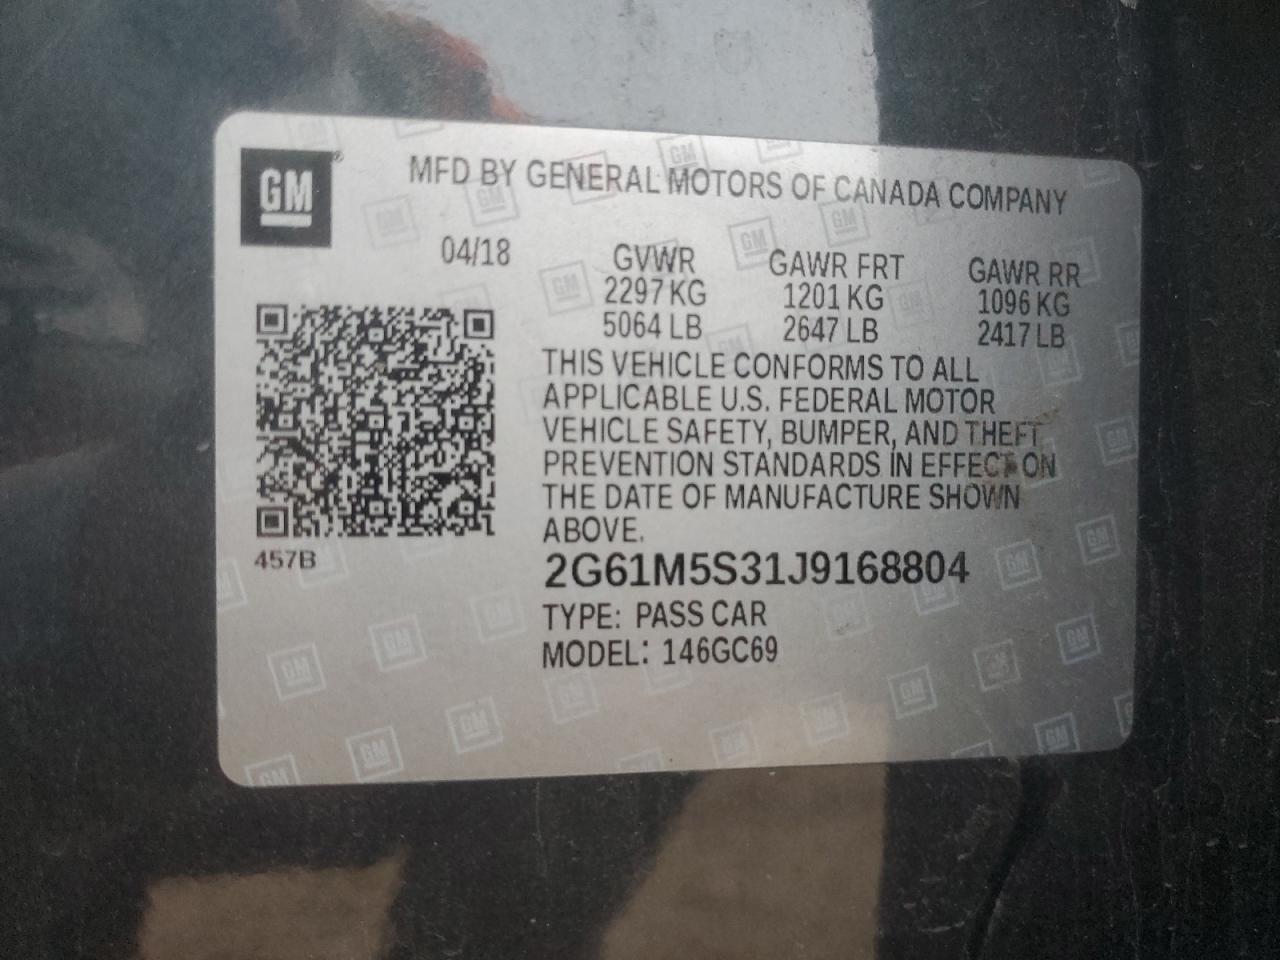 GM
MFD BY GENERAL MOTORS OF CANADA COMPANY
04/18
GVWR GAWR FRT GAWR RR
2297 KG 1201 KG 1096 KG
5064 LB 2647 LB 2417 LB
THIS VEHICLE CONFORMS TO ALL
APPLICABLE U.S. FEDERAL MOTOR
VEHICLE SAFETY, BUMPER, AND THEFT
PREVENTION STANDARDS IN EFFECT ON
THE DATE OF MANUFACTURE SHOWN
ABOVE.
457B
2G61M5S31J9168804
TYPE: PASS CAR
MODEL: 146GC69